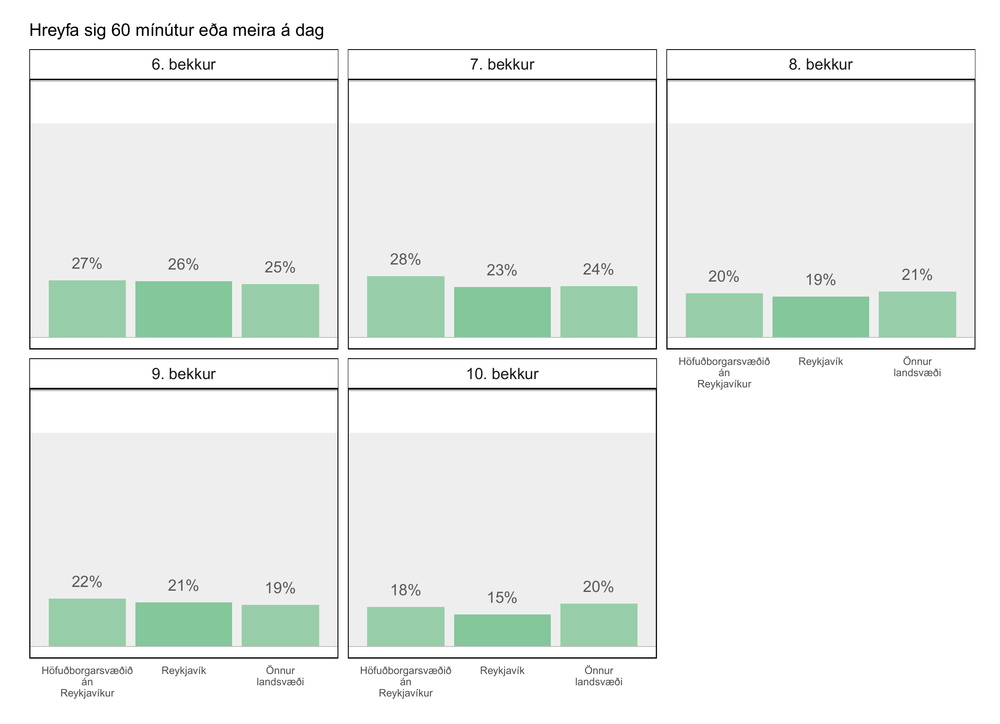 Hreyfa sig 60 mínútur eða meira á dag
6. bekkur
27%
26%
25%
7. bekkur
28%
23%
24%
8. bekkur
20%
19%
21%
Höfuðborgarsvæðið
án
Reykjavíkur
Reykjavík
Önnur
landsvæði
9. bekkur
22%
21%
19%
Höfuðborgarsvæðið
án
Reykjavíkur
Reykjavík
Önnur
landsvæði
10. bekkur
18%
15%
20%
Höfuðborgarsvæðið
án
Reykjavíkur
Reykjavík
Önnur
landsvæði